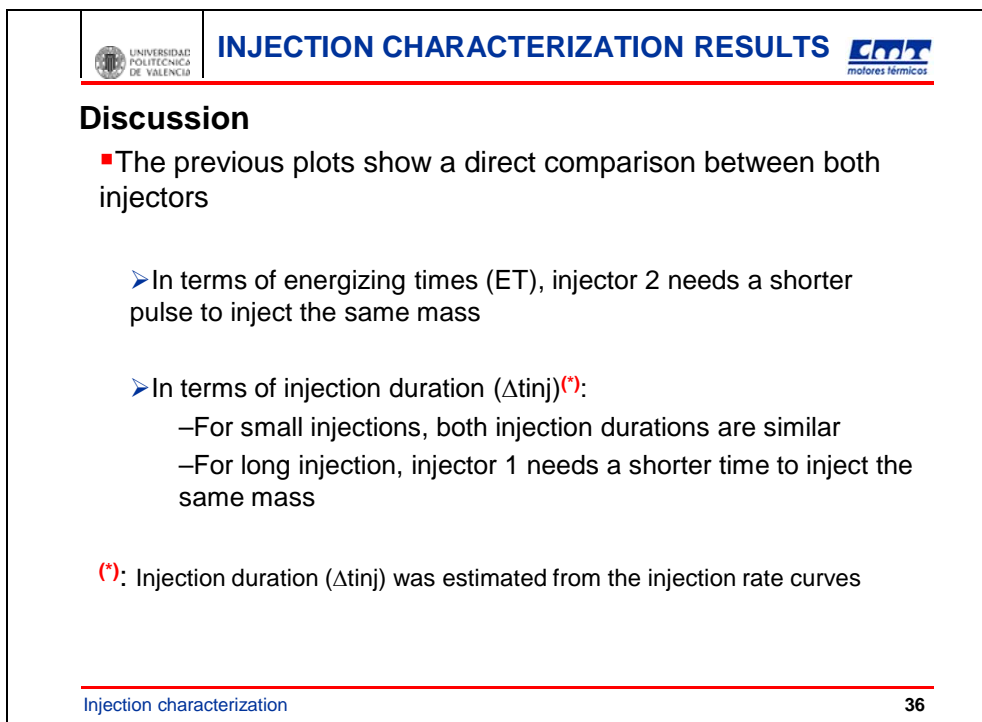 UNIVERSIDAD
POLITECNICA
DE VALENCIA
INJECTION CHARACTERIZATION RESULTS
CMT
motores térmicos
Discussion
▪The previous plots show a direct comparison between both
injectors
➢In terms of energizing times (ET), injector 2 needs a shorter
pulse to inject the same mass
➢In terms of injection duration (Δtinj)(*):
–For small injections, both injection durations are similar
–For long injection, injector 1 needs a shorter time to inject the
same mass
(*): Injection duration (Δtinj) was estimated from the injection rate curves
Injection characterization
36